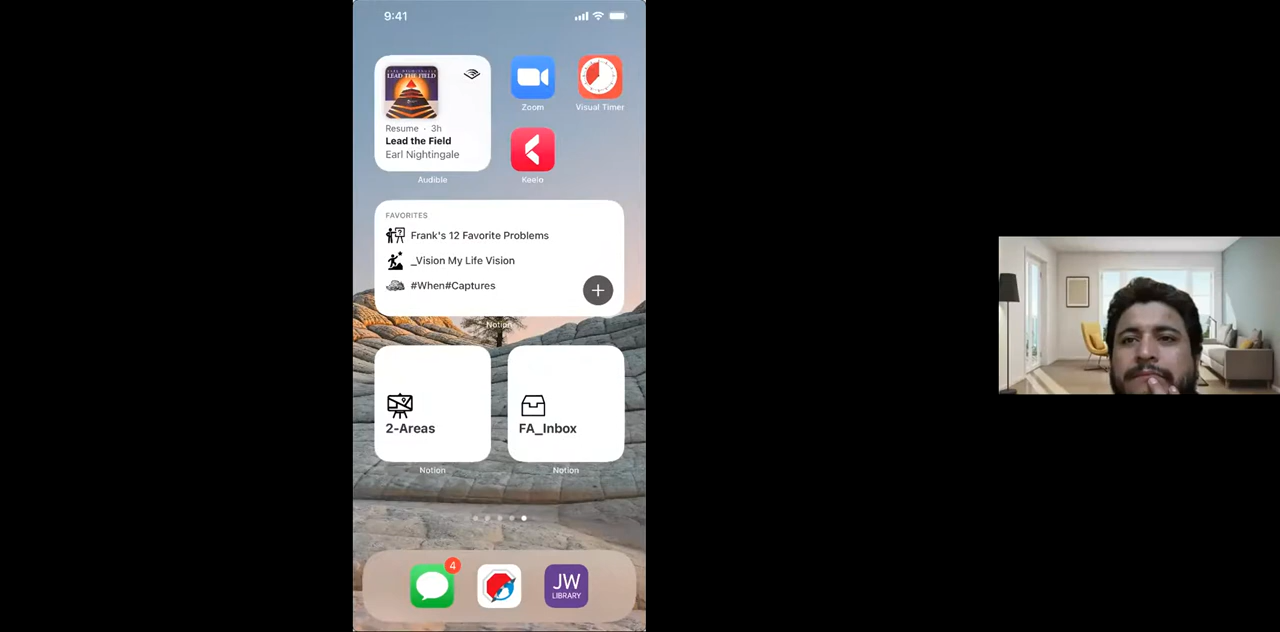 9:41
LEAD THE FIELD
Resume · 3h
Lead the Field
Earl Nightingale
Audible
Zoom
Visual Timer
Keelo
FAVORITES
Frank's 12 Favorite Problems
_Vision My Life Vision
#When#Captures
Notion
2-Areas
FA_Inbox
Notion
Notion
4
JW
LIBRARY